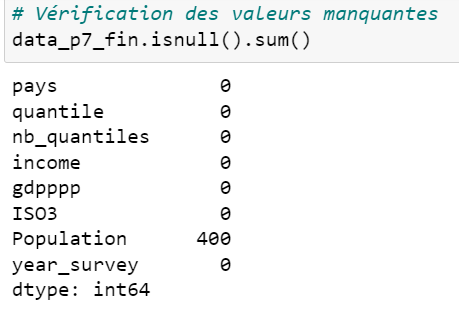 # Vérification des valeurs manquantes
data_p7_fin.isnull().sum()
pays 0
quantile 0
nb_quantiles 0
income 0
gdpppp 0
ISO3 0
Population 400
year_survey 0
dtype: int64